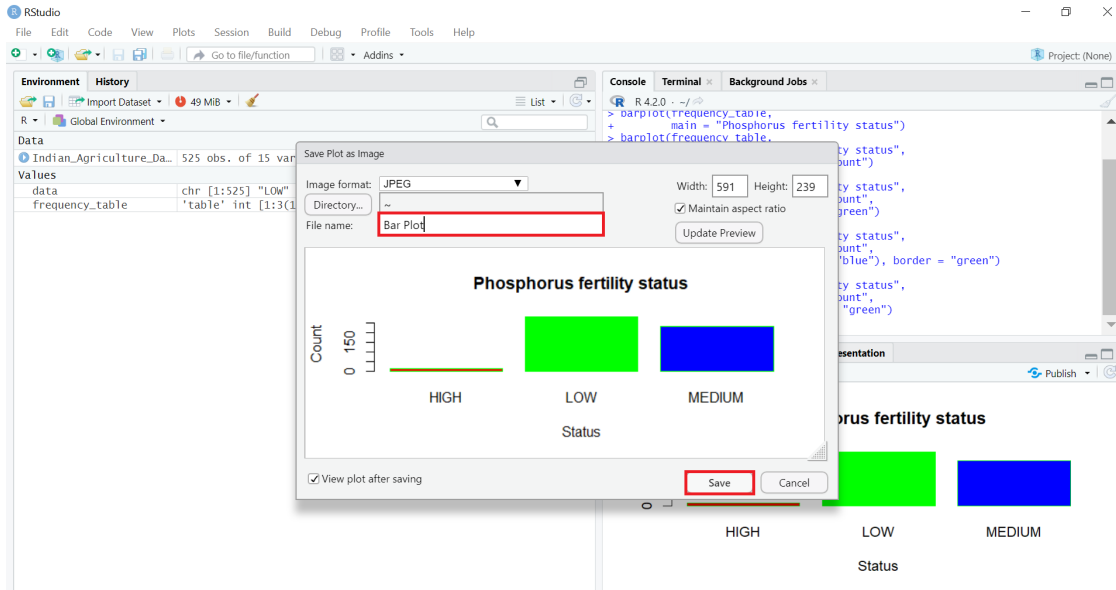 RStudio
File Edit Code View Plots Session Build Debug Profile Tools Help
Go to file/function Addins Project: (None)
Environment History
Import Dataset 49 MiB List
R Global Environment
Data
Indian_Agriculture_Da… 525 obs. of 15 var
Values
data chr [1:525] "LOW"
frequency_table 'table' int [1:3(1
Console Terminal Background Jobs
R 4.2.0 · ~/
> barplot(frequency_table,
+ main = "Phosphorus fertility status")
> barplot(frequency_table,
ty status",
ount")
ty status",
ount",
green")
ty status",
ount",
"blue"), border = "green")
ty status",
ount",
"green")
Save Plot as Image
Image format: JPEG Width: 591 Height: 239
Directory... ~ Maintain aspect ratio
File name: Bar Plot Update Preview
Phosphorus fertility status
Count
0 150
HIGH LOW MEDIUM
Status
View plot after saving Save Cancel
esentation
Publish
orus fertility status
0
HIGH LOW MEDIUM
Status